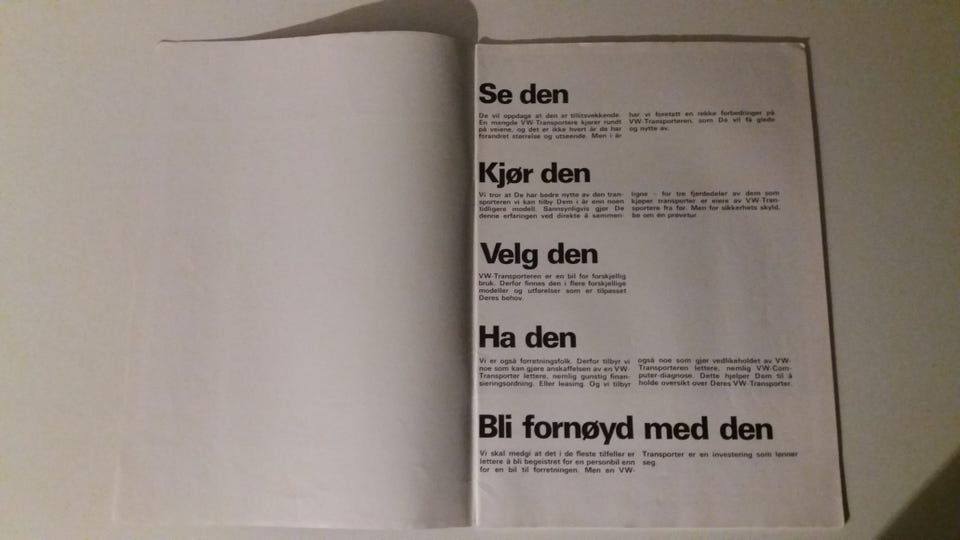 Se den
De vil oppdage at den er tillitsvekkende.
En mengde VW-Transportere kjører rundt
på veiene, og det er ikke hvert år de har
forandret størrelse og utseende. Men i år
har vi foretatt en rekke forbedringer på
VW-Transporteren, som De vil få glede
og nytte av.
Kjør den
Vi tror at De har bedre nytte av den tran-
sporteren vi kan tilby Dem i år enn noen
tidligere modell. Sannsynligvis gjør De
denne erfaringen ved direkte å sammen-
ligne - for tre fjerdedeler av dem som
kjøper transporter er eiere av VW-Tran-
sportere fra før. Men for sikkerhets skyld,
be om en prøvetur.
Velg den
VW-Transporteren er en bil for forskjellig
bruk. Derfor finnes den i flere forskjellige
modeller og utførelser som er tilpasset
Deres behov.
Ha den
Vi er også forretningsfolk. Derfor tilbyr vi
noe som kan gjøre anskaffelsen av en VW-
Transporter lettere, nemlig gunstig finan-
sieringsordning. Eller leasing. Og vi tilbyr
også noe som gjør vedlikeholdet av VW-
Transporteren lettere, nemlig VW-Com-
puter-diagnose. Dette hjelper Dem til å
holde oversikt over Deres VW-Transporter.
Bli fornøyd med den
Vi skal medgi at det i de fleste tilfeller er
lettere å bli begeistret for en personbil enn
for en bil til forretningen. Men en VW-
Transporter er en investering som lønner
seg.